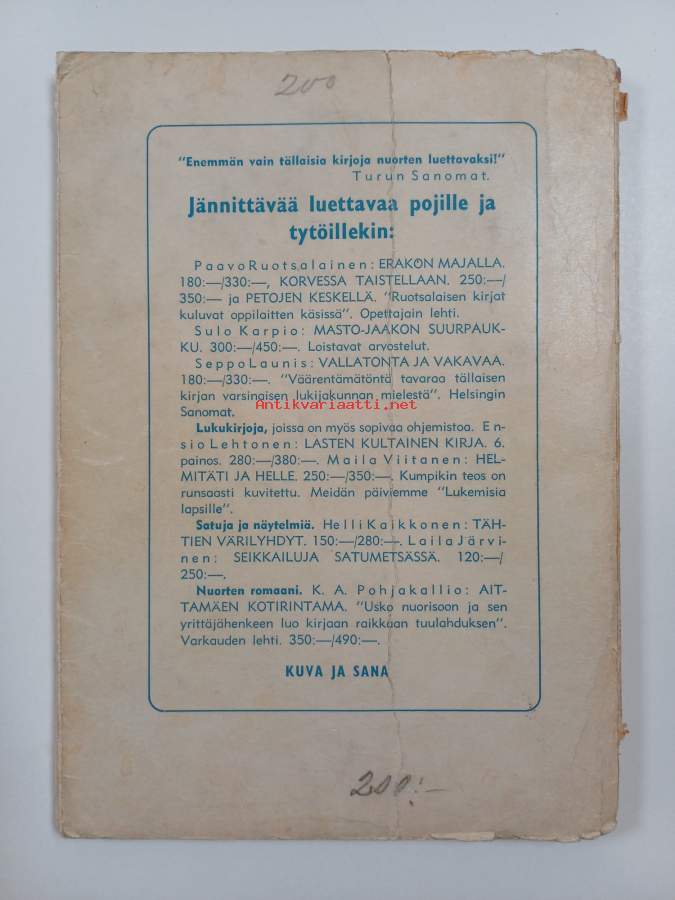 200
"Enemmän vain tällaisia kirjoja nuorten luettavaksi!"
Turun Sanomat.
Jännittävää luettavaa pojille ja
tytöillekin:
Paavo Ruotsalainen: ERAKON MAJALLA.
180:—/330:—, KORVESSA TAISTELLAAN. 250:—/
350:— ja PETOJEN KESKELLÄ. "Ruotsalaisen kirjat
kuluvat oppilaitten käsissä". Opettajain lehti.
Sulo Karpio: MASTO-JAAKON SUURPAUK-
KU. 300:—/450:—. Loistavat arvostelut.
Seppo Launis: VALLATONTA JA VAKAVAA.
180:—/330:—. "Väärentämätöntä tavaraa tällaisen
kirjan varsinaisen lukijakunnan mielestä". Helsingin
Sanomat.
Antikvariaatti.net
Lukukirjoja, joissa on myös sopivaa ohjemistoa. En-
sio Lehtonen: LASTEN KULTAINEN KIRJA. 6.
painos. 280:—/380:—. Maila Viitanen: HEL-
MITÄTI JA HELLE. 250:—/350:—. Kumpikin teos on
runsaasti kuvitettu. Meidän päiviemme "Lukemisia
lapsille".
Satuja ja näytelmiä. Helli Kaikkonen: TÄH-
TIEN VÄRILYHDYT. 150:—/280:—. Laila Järvi-
nen: SEIKKAILUJA SATUMETSÄSSÄ. 120:—/
250:—.
Nuorten romaani. K. A. Pohjakallio: AIT-
TAMÄEN KOTIRINTAMA. "Usko nuorisoon ja sen
yrittäjähenkeen luo kirjaan raikkaan tuulahduksen".
Varkauden lehti. 350:—/490:—.
KUVA JA SANA
200:—